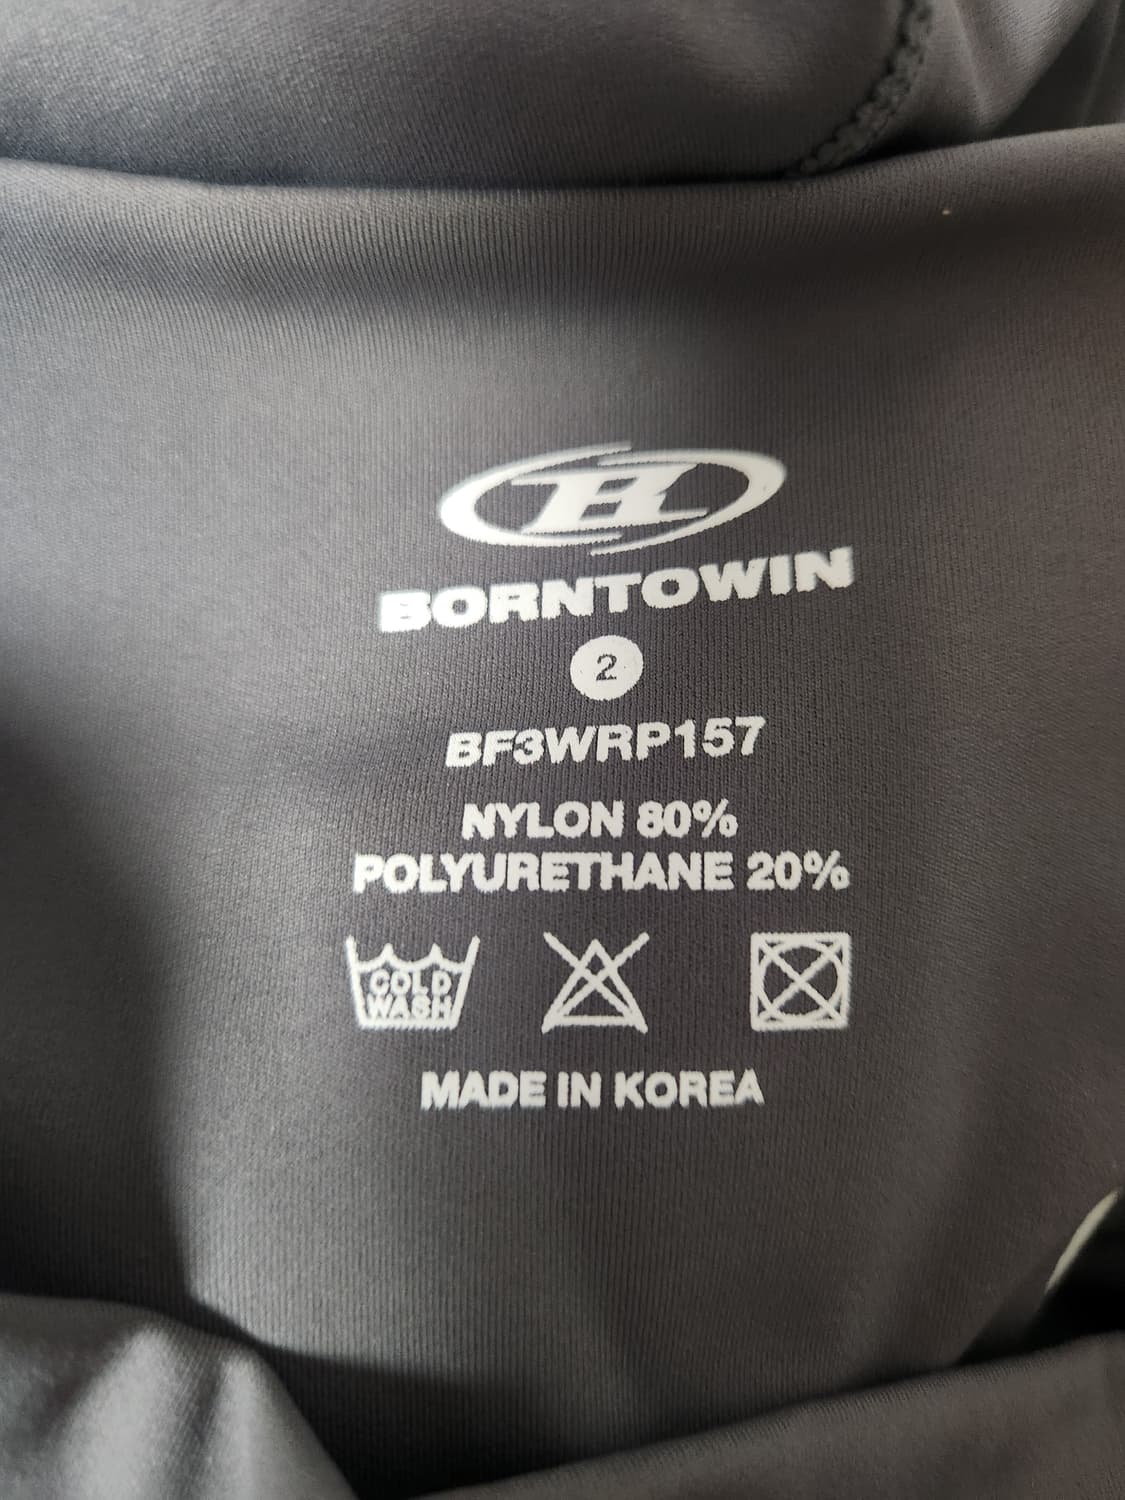 B
BORNTOWIN
2
BF3WRP157
NYLON 80%
POLYURETHANE 20%
COLD
WASH
MADE IN KOREA